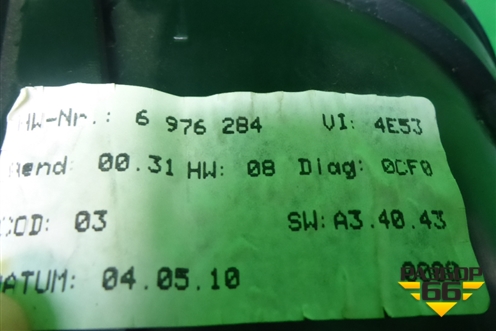 HW-Nr.: 6 976 284 VI: 4E53
Aend: 00.31 HW: 08 Diag: 0CF0
COD: 03 SW: A3.40.43
DATUM: 04.05.10
66